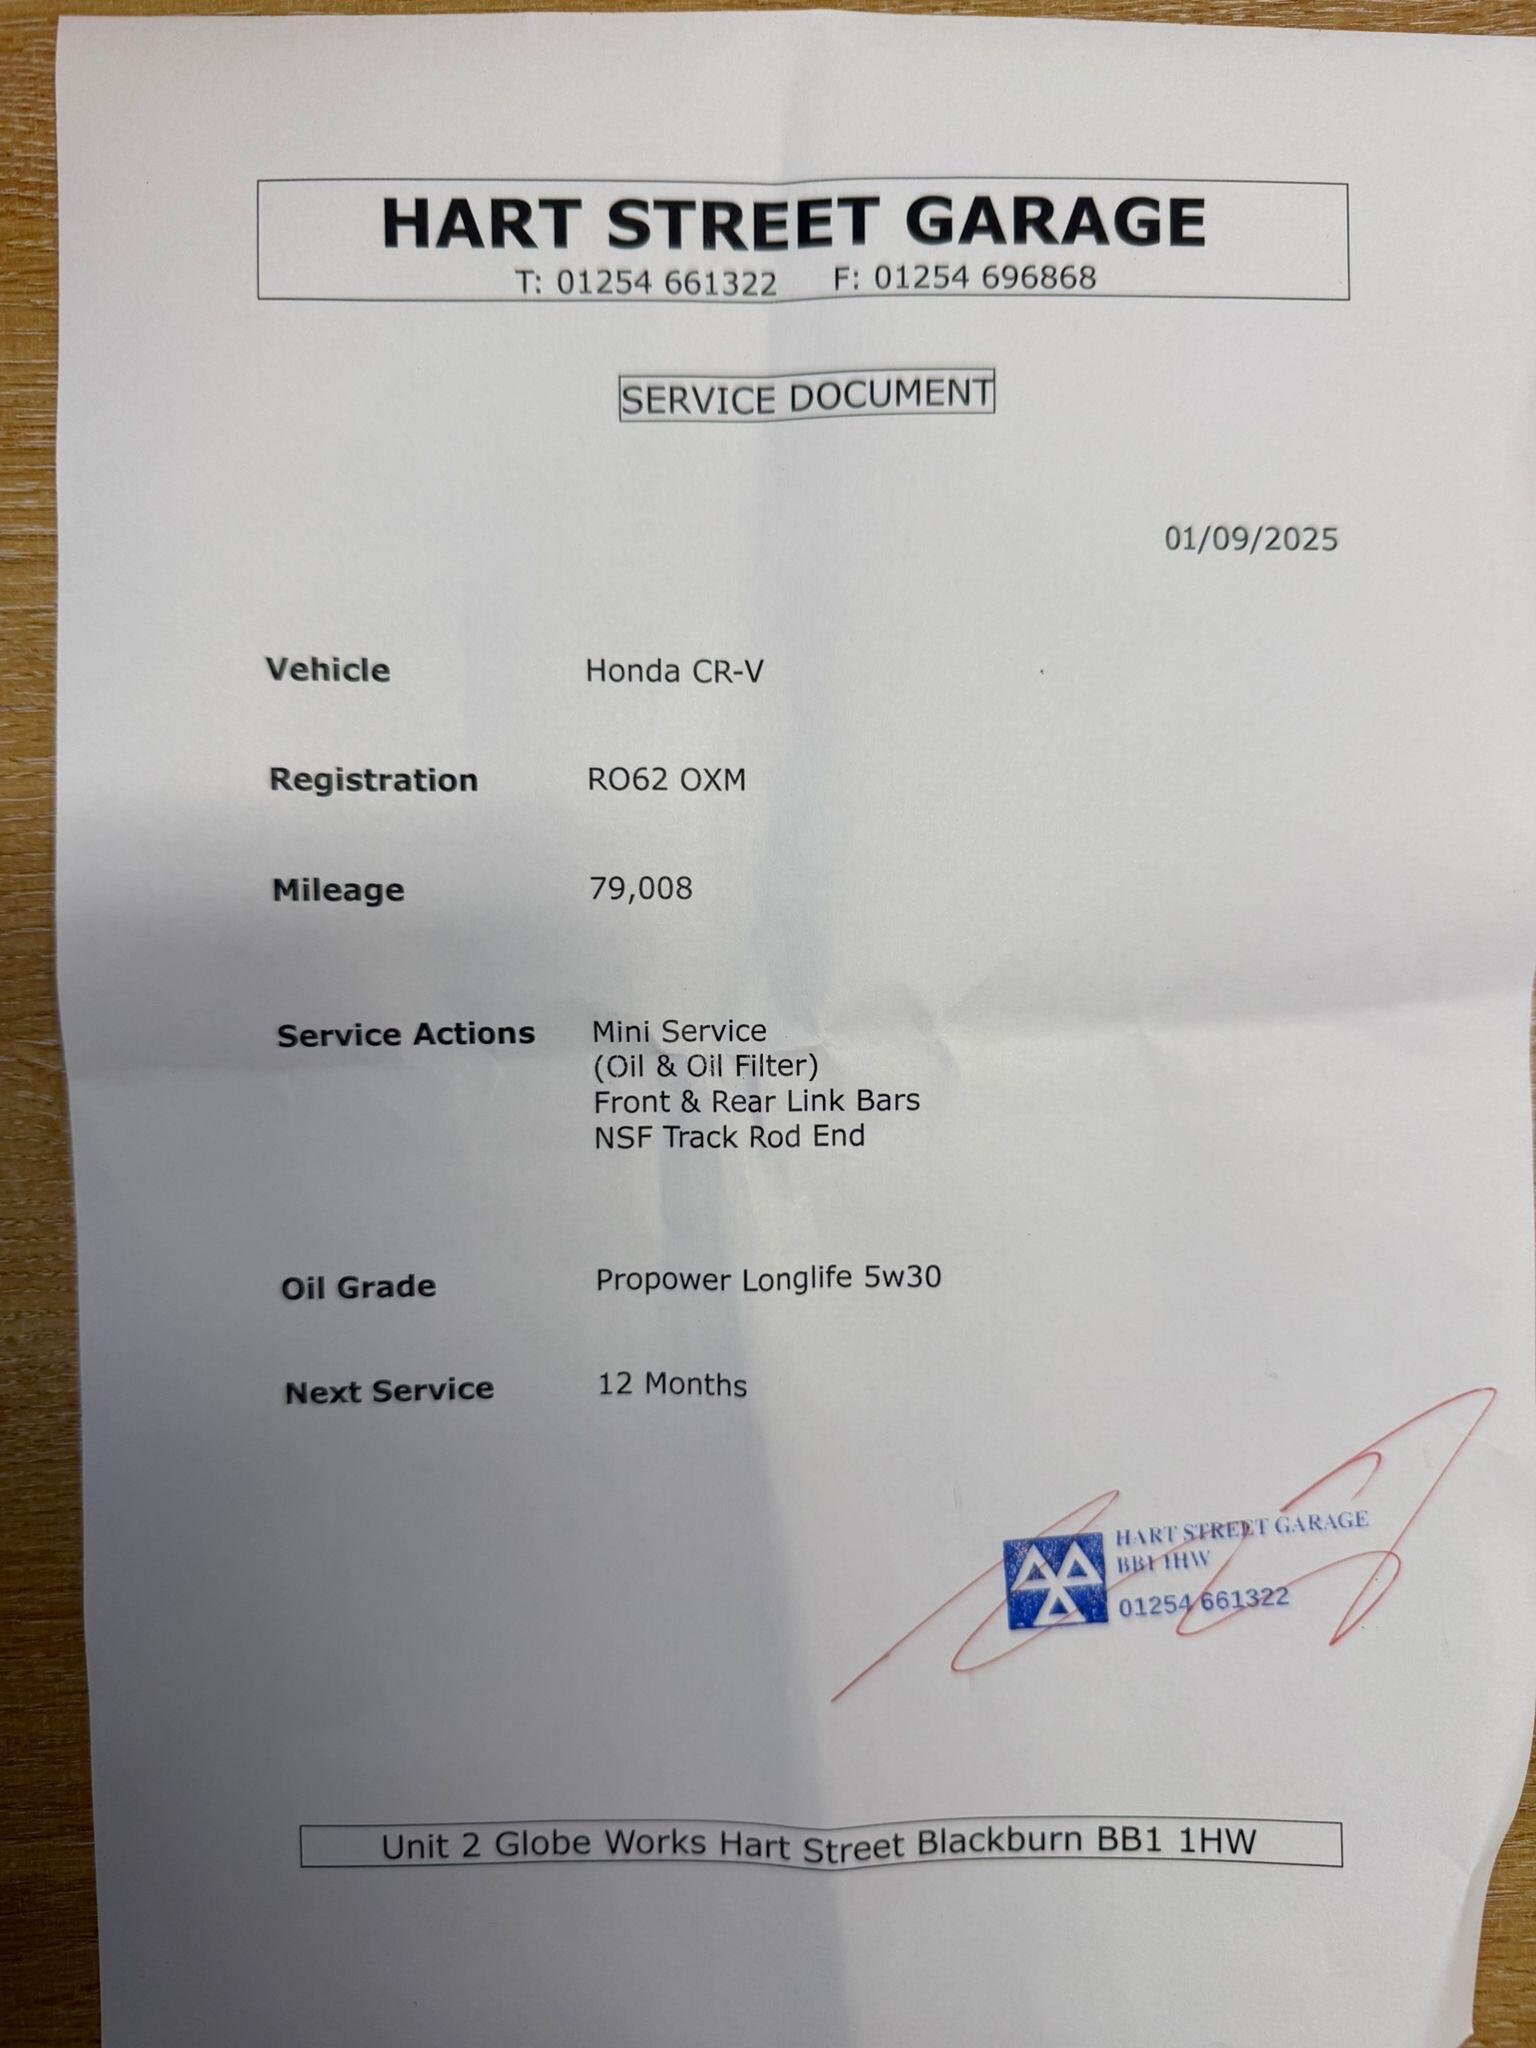 HART STREET GARAGE
T: 01254 661322 F: 01254 696868
SERVICE DOCUMENT
01/09/2025
Vehicle Honda CR-V
Registration RO62 OXM
Mileage 79,008
Service Actions Mini Service
(Oil & Oil Filter)
Front & Rear Link Bars
NSF Track Rod End
Oil Grade Propower Longlife 5w30
Next Service 12 Months
HART STREET GARAGE
BB1 1HW
01254 661322
Unit 2 Globe Works Hart Street Blackburn BB1 1HW